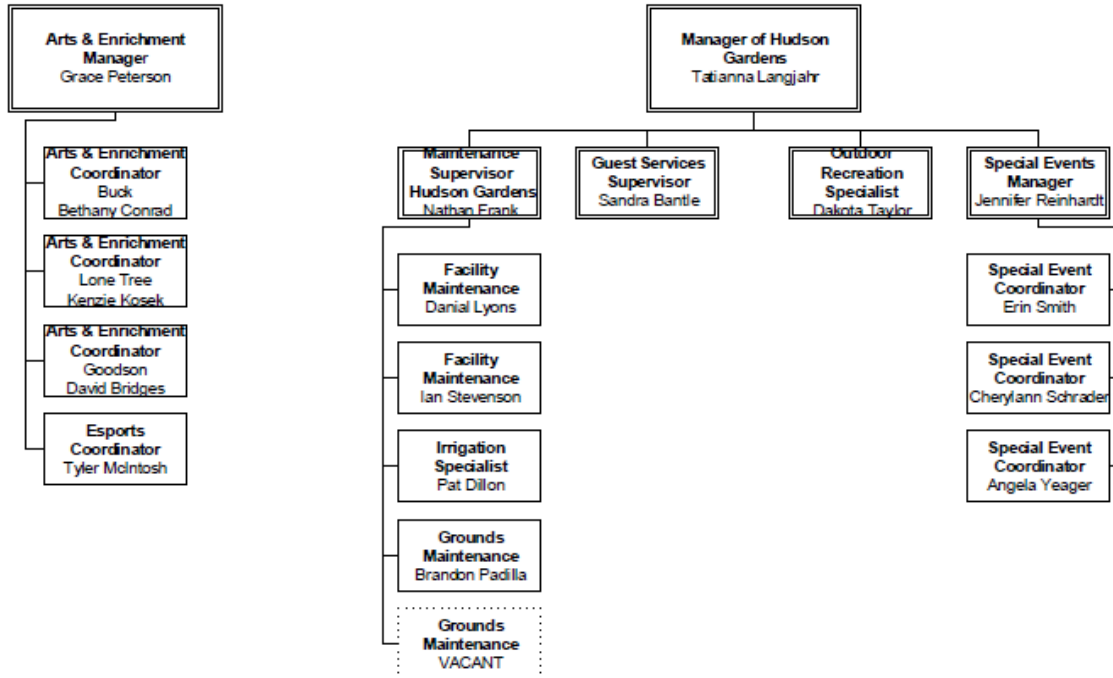 Arts & Enrichment
Manager
Grace Peterson
Arts & Enrichment
Coordinator
Buck
Bethany Conrad
Arts & Enrichment
Coordinator
Lone Tree
Kenzie Kosek
Arts & Enrichment
Coordinator
Goodson
David Bridges
Esports
Coordinator
Tyler McIntosh
Manager of Hudson
Gardens
Tatianna Langjahr
Maintenance
Supervisor
Hudson Gardens
Nathan Frank
Facility
Maintenance
Danial Lyons
Facility
Maintenance
Ian Stevenson
Irrigation
Specialist
Pat Dillon
Grounds
Maintenance
Brandon Padilla
Grounds
Maintenance
VACANT
Guest Services
Supervisor
Sandra Bantle
Outdoor
Recreation
Specialist
Dakota Taylor
Special Events
Manager
Jennifer Reinhardt
Special Event
Coordinator
Erin Smith
Special Event
Coordinator
Cherylann Schrader
Special Event
Coordinator
Angela Yeager